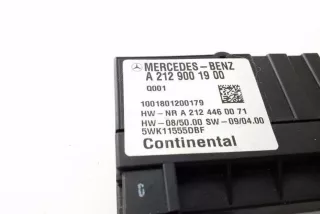 MERCEDES-BENZ
A 212 900 19 00
Q001
1001801200179
HW-NR A 212 446 00 71
HW-08/50.00 SW-09/04.00
5WK11555DBF
Continental